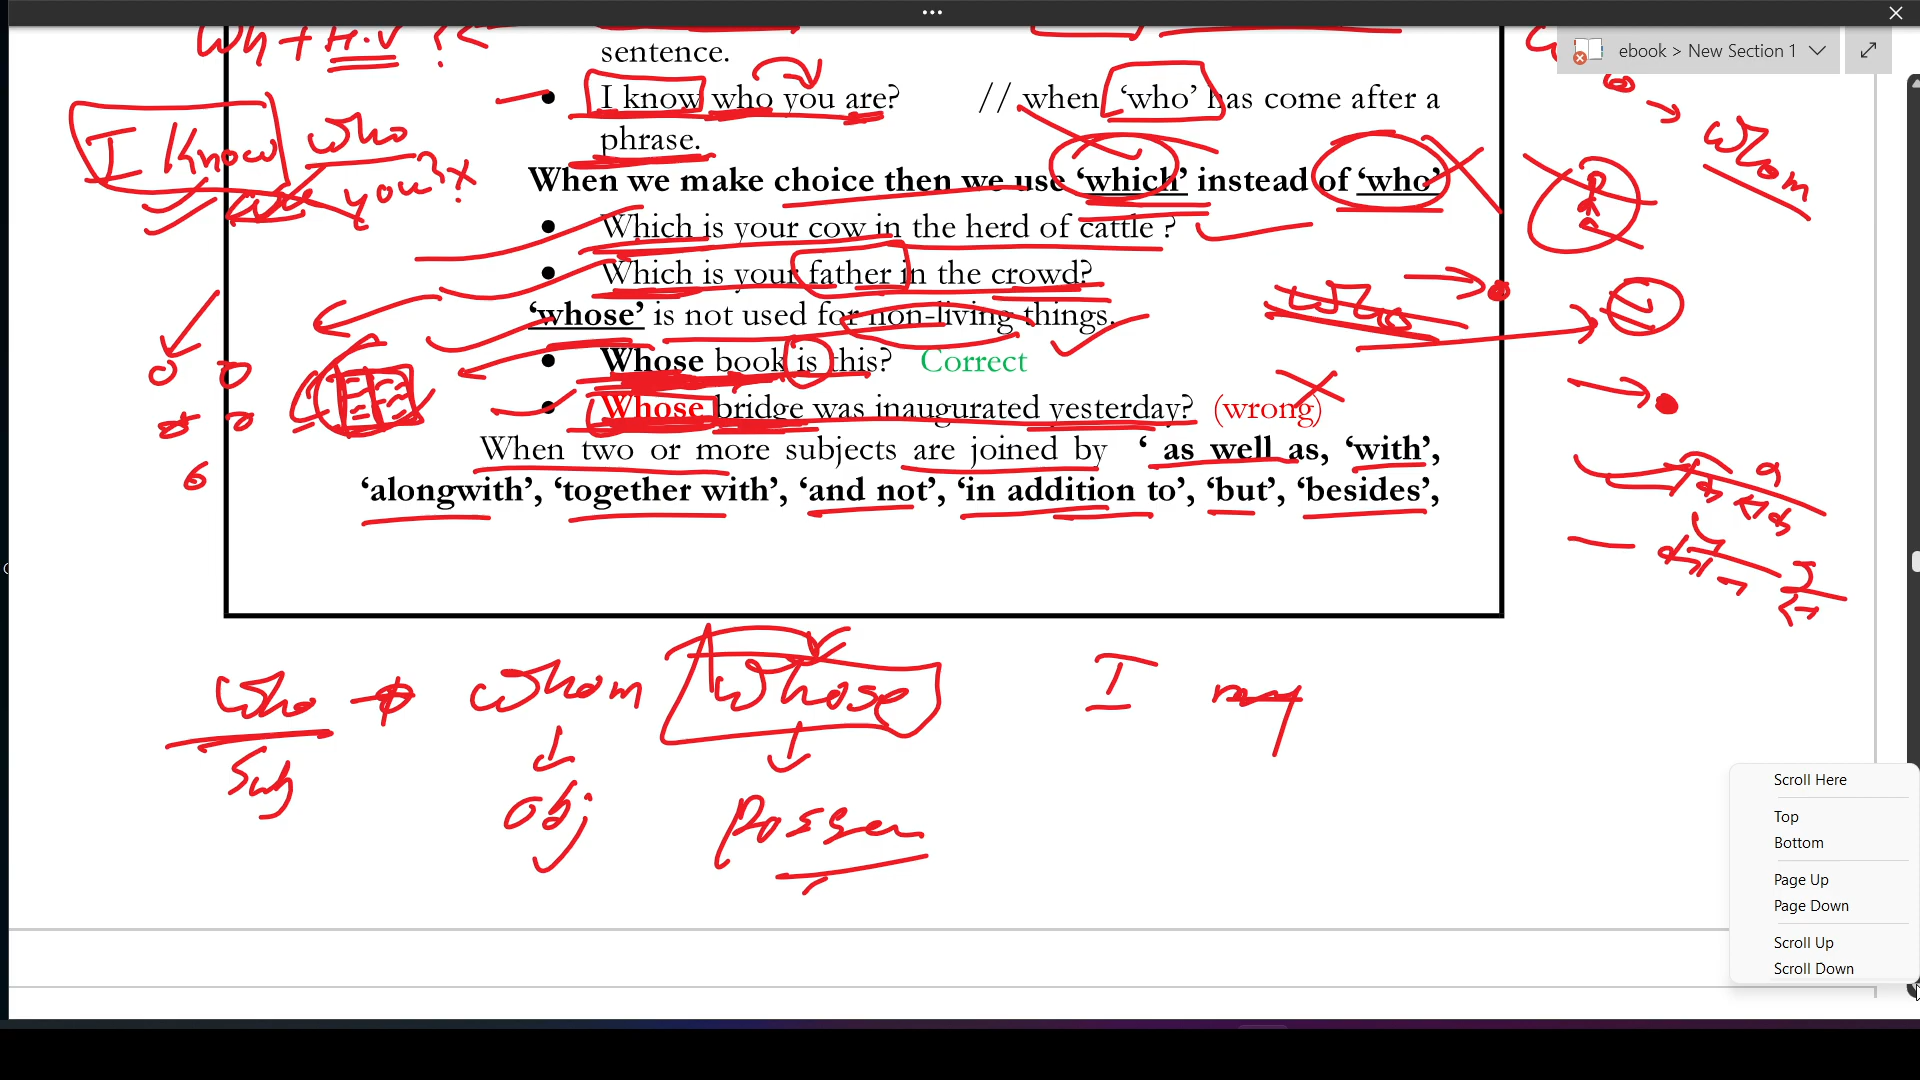 ebook > New Section 1
Wh + H.V ?
sentence.
• I know who you are? // when 'who' has come after a
phrase.
I know who
you?
whom
When we make choice then we use 'which' instead of 'who'
• Which is your cow in the herd of cattle ?
• Which is your father in the crowd?
'whose' is not used for non-living things.
• Whose book is this? Correct
• Whose bridge was inaugurated yesterday? (wrong)
When two or more subjects are joined by ' as well as, 'with',
'alongwith', 'together with', 'and not', 'in addition to', 'but', 'besides',
who whom whose I my
Sub
Obj
Possen
Scroll Here
Top
Bottom
Page Up
Page Down
Scroll Up
Scroll Down